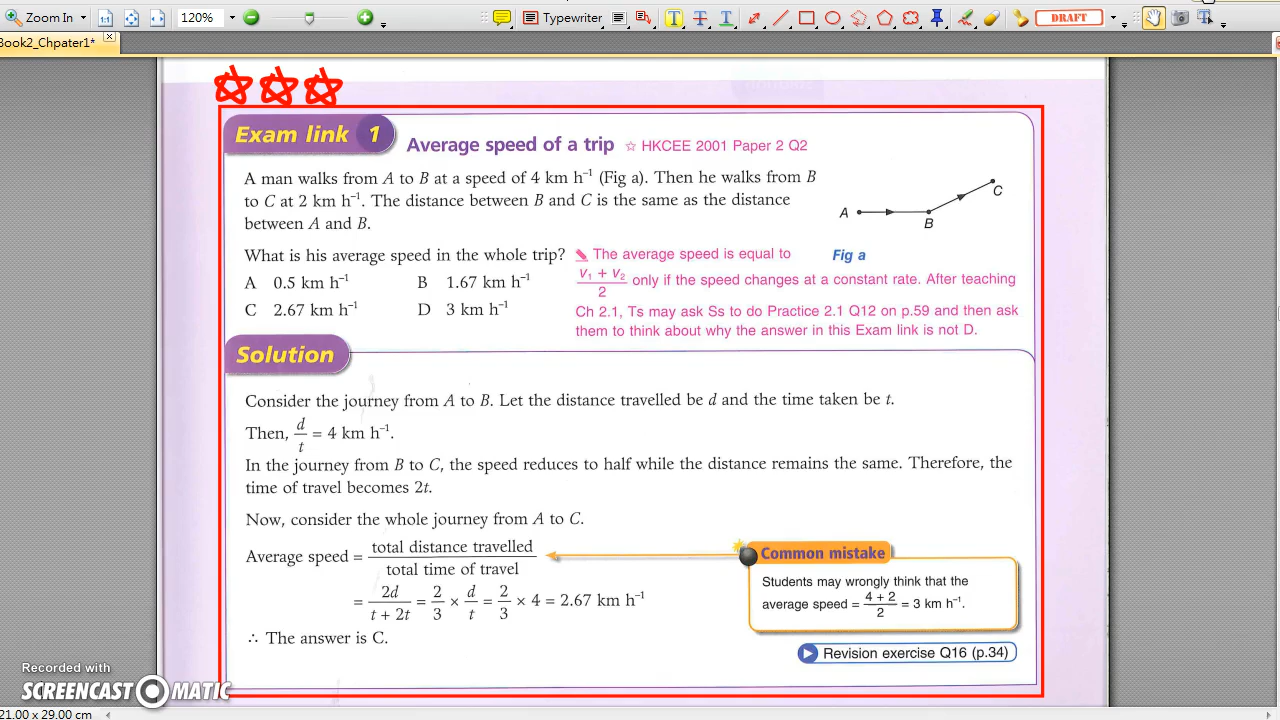 Zoom In
120%
Typewriter
DRAFT
Book2_Chpater1*
Exam link 1
Average speed of a trip ☆ HKCEE 2001 Paper 2 Q2
A man walks from A to B at a speed of 4 km h⁻¹ (Fig a). Then he walks from B
to C at 2 km h⁻¹. The distance between B and C is the same as the distance
between A and B.
A
B
C
Fig a
What is his average speed in the whole trip?
A 0.5 km h⁻¹ B 1.67 km h⁻¹
C 2.67 km h⁻¹ D 3 km h⁻¹
The average speed is equal to
(v₁ + v₂)/2 only if the speed changes at a constant rate. After teaching
Ch 2.1, Ts may ask Ss to do Practice 2.1 Q12 on p.59 and then ask
them to think about why the answer in this Exam link is not D.
Solution
Consider the journey from A to B. Let the distance travelled be d and the time taken be t.
Then, d/t = 4 km h⁻¹.
In the journey from B to C, the speed reduces to half while the distance remains the same. Therefore, the
time of travel becomes 2t.
Now, consider the whole journey from A to C.
Average speed = total distance travelled / total time of travel
= 2d/(t + 2t) = 2/3 × d/t = 2/3 × 4 = 2.67 km h⁻¹
∴ The answer is C.
Common mistake
Students may wrongly think that the
average speed = (4 + 2)/2 = 3 km h⁻¹.
Revision exercise Q16 (p.34)
Recorded with
SCREENCAST MATIC
21.00 x 29.00 cm